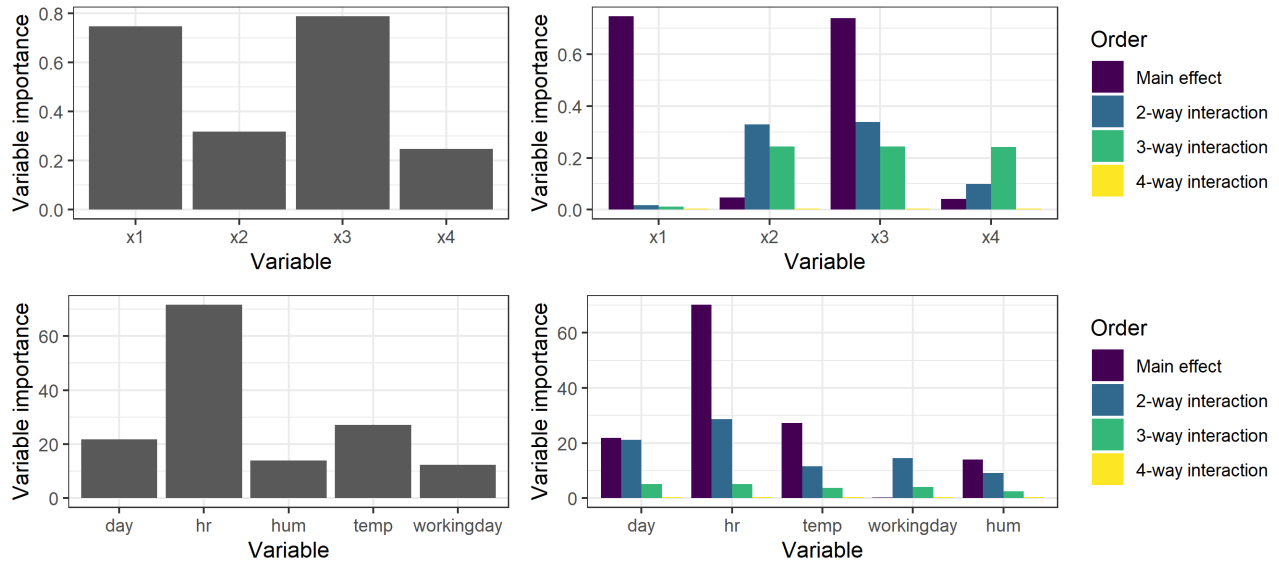 Variable importance
0.8
0.6
0.4
0.2
0.0
x1 x2 x3 x4
Variable
Variable importance
0.6
0.4
0.2
0.0
x1 x2 x3 x4
Variable
Order
Main effect
2-way interaction
3-way interaction
4-way interaction
Variable importance
60
40
20
0
day hr hum temp workingday
Variable
Variable importance
60
40
20
0
day hr temp workingday hum
Variable
Order
Main effect
2-way interaction
3-way interaction
4-way interaction